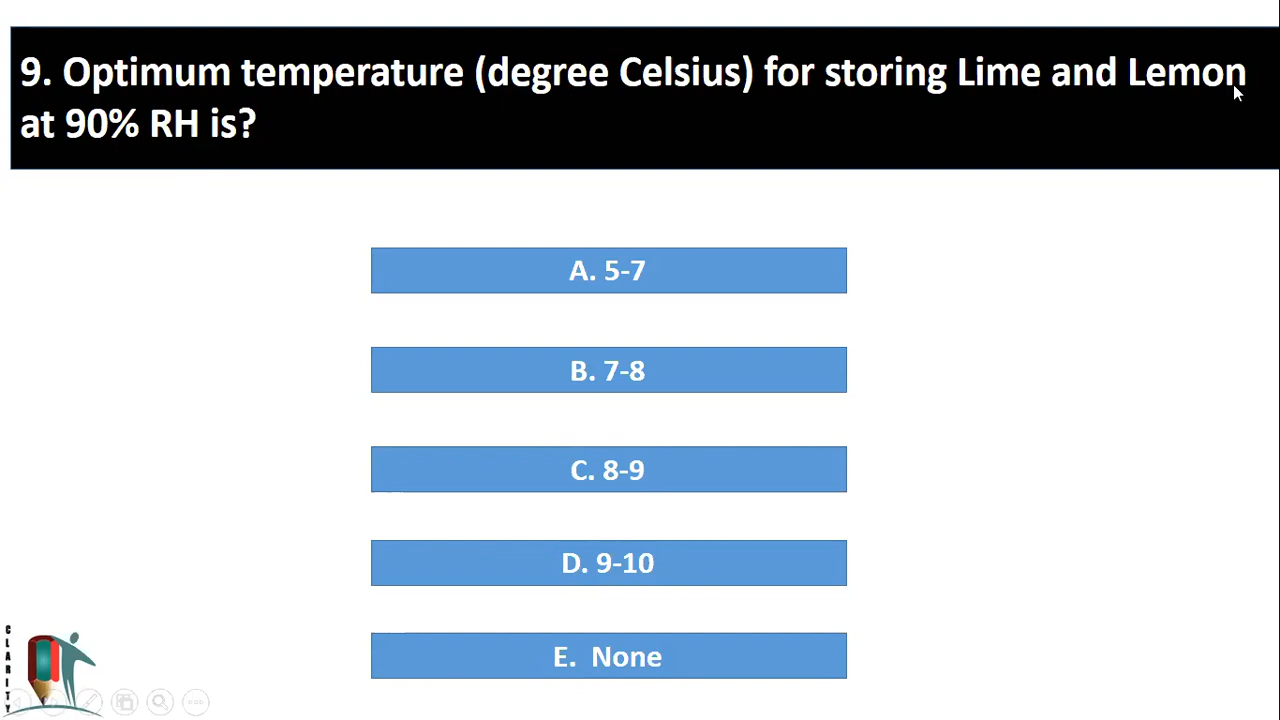 9. Optimum temperature (degree Celsius) for storing Lime and Lemon
at 90% RH is?
A. 5-7
B. 7-8
C. 8-9
D. 9-10
E. None
CLARITY